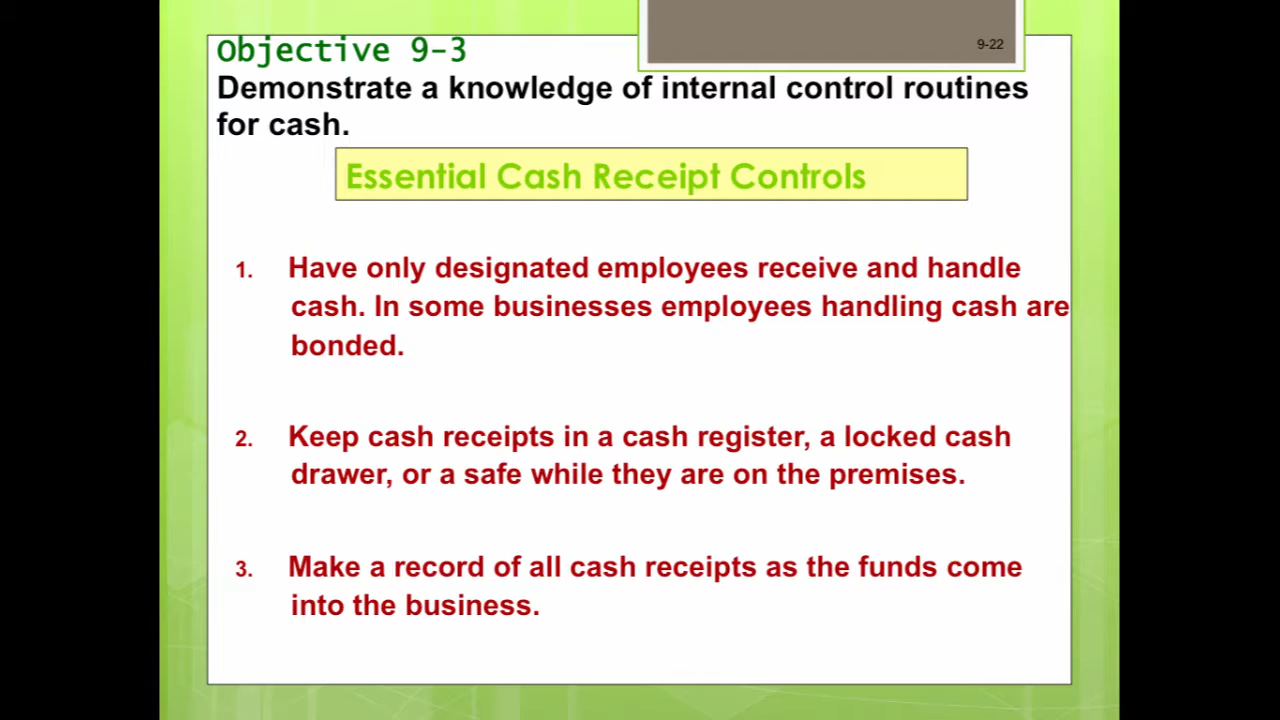 9-22
Objective 9-3
Demonstrate a knowledge of internal control routines
for cash.
Essential Cash Receipt Controls
1. Have only designated employees receive and handle
cash. In some businesses employees handling cash are
bonded.
2. Keep cash receipts in a cash register, a locked cash
drawer, or a safe while they are on the premises.
3. Make a record of all cash receipts as the funds come
into the business.